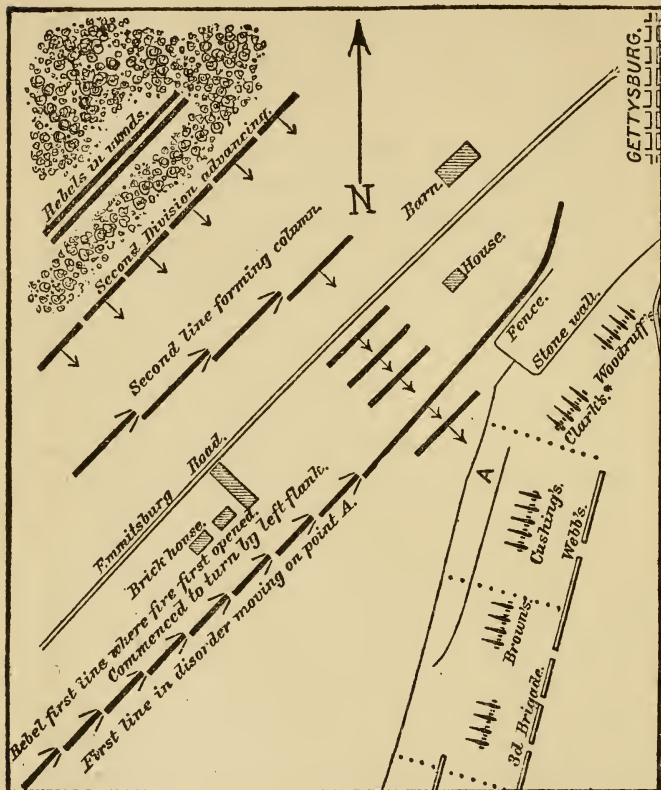 GETTYSBURG.
Rebels in woods.
Second Division advancing.
N
Barn.
Second line forming column.
House.
Fence.
Stone wall.
Woodruff's
Clark's.*
Emmitsburg Road.
A
Cushing's.
Webb's.
Brick house.
Rebel first line where fire first opened.
Commenced to turn by left flank.
First line in disorder moving on point A.
Brown's.
3d Brigade.